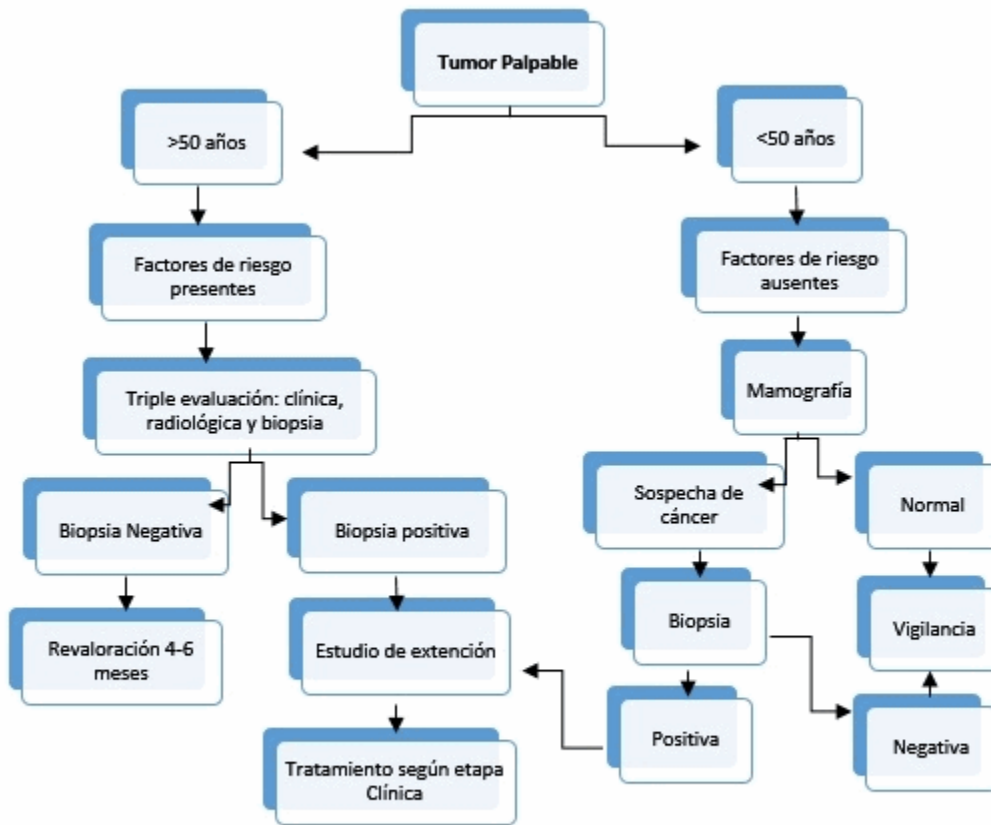 Tumor Palpable
>50 años
<50 años
Factores de riesgo
presentes
Factores de riesgo
ausentes
Triple evaluación: clínica,
radiológica y biopsia
Mamografía
Biopsia Negativa
Biopsia positiva
Sospecha de
cáncer
Normal
Revaloración 4-6
meses
Estudio de extención
Biopsia
Vigilancia
Tratamiento según etapa
Clínica
Positiva
Negativa